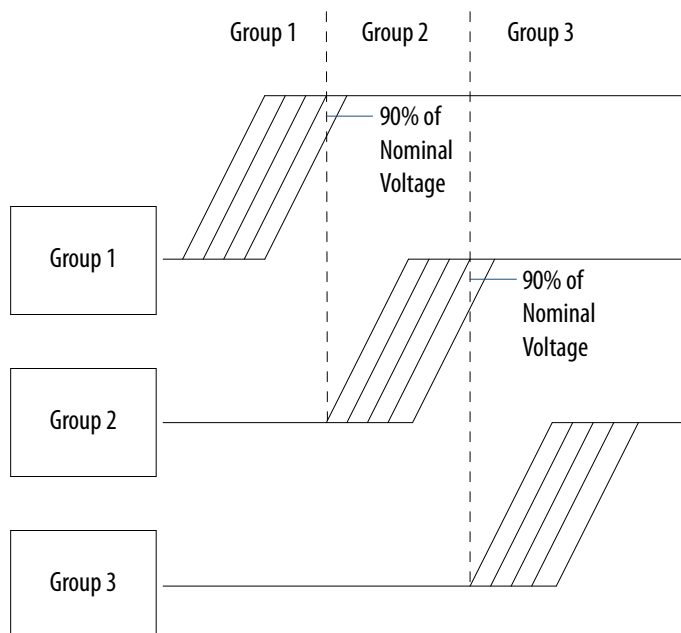 Group 1
Group 2
Group 3
90% of
Nominal
Voltage
Group 1
90% of
Nominal
Voltage
Group 2
Group 3